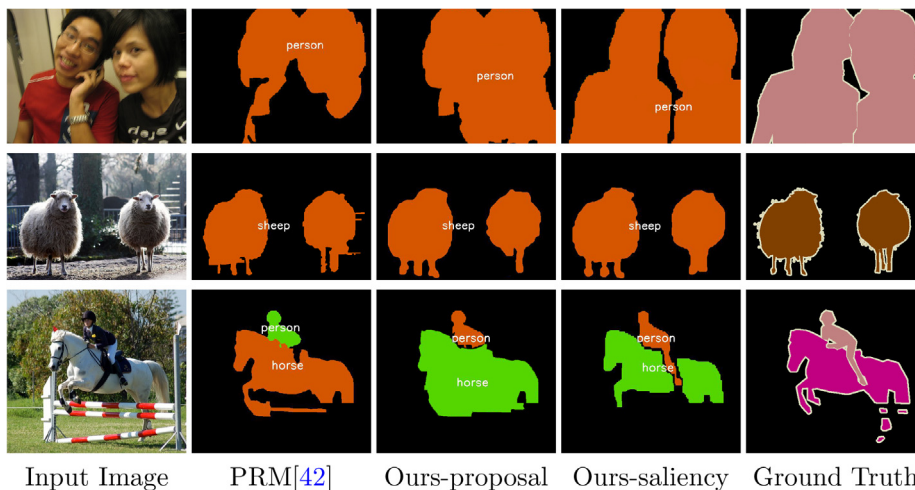 person
person
person
sheep
sheep
sheep
person
horse
person
horse
person
horse
Input Image
PRM[42]
Ours-proposal
Ours-saliency
Ground Truth